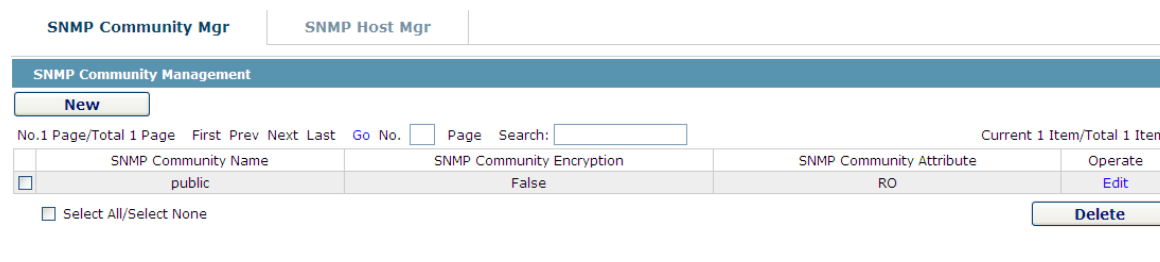 SNMP Community Mgr SNMP Host Mgr
SNMP Community Management
New
No.1 Page/Total 1 Page First Prev Next Last Go No. Page Search: Current 1 Item/Total 1 Item
SNMP Community Name SNMP Community Encryption SNMP Community Attribute Operate
public False RO Edit
Select All/Select None Delete